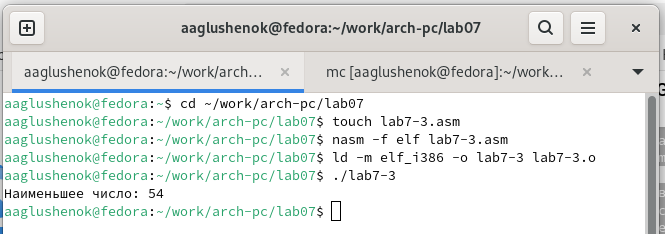 aaglushenok@fedora:~/work/arch-pc/lab07
aaglushenok@fedora:~/work/arch-pc... mc [aaglushenok@fedora]:~/work...
aaglushenok@fedora:~$ cd ~/work/arch-pc/lab07
aaglushenok@fedora:~/work/arch-pc/lab07$ touch lab7-3.asm
aaglushenok@fedora:~/work/arch-pc/lab07$ nasm -f elf lab7-3.asm
aaglushenok@fedora:~/work/arch-pc/lab07$ ld -m elf_i386 -o lab7-3 lab7-3.o
aaglushenok@fedora:~/work/arch-pc/lab07$ ./lab7-3
Наименьшее число: 54
aaglushenok@fedora:~/work/arch-pc/lab07$